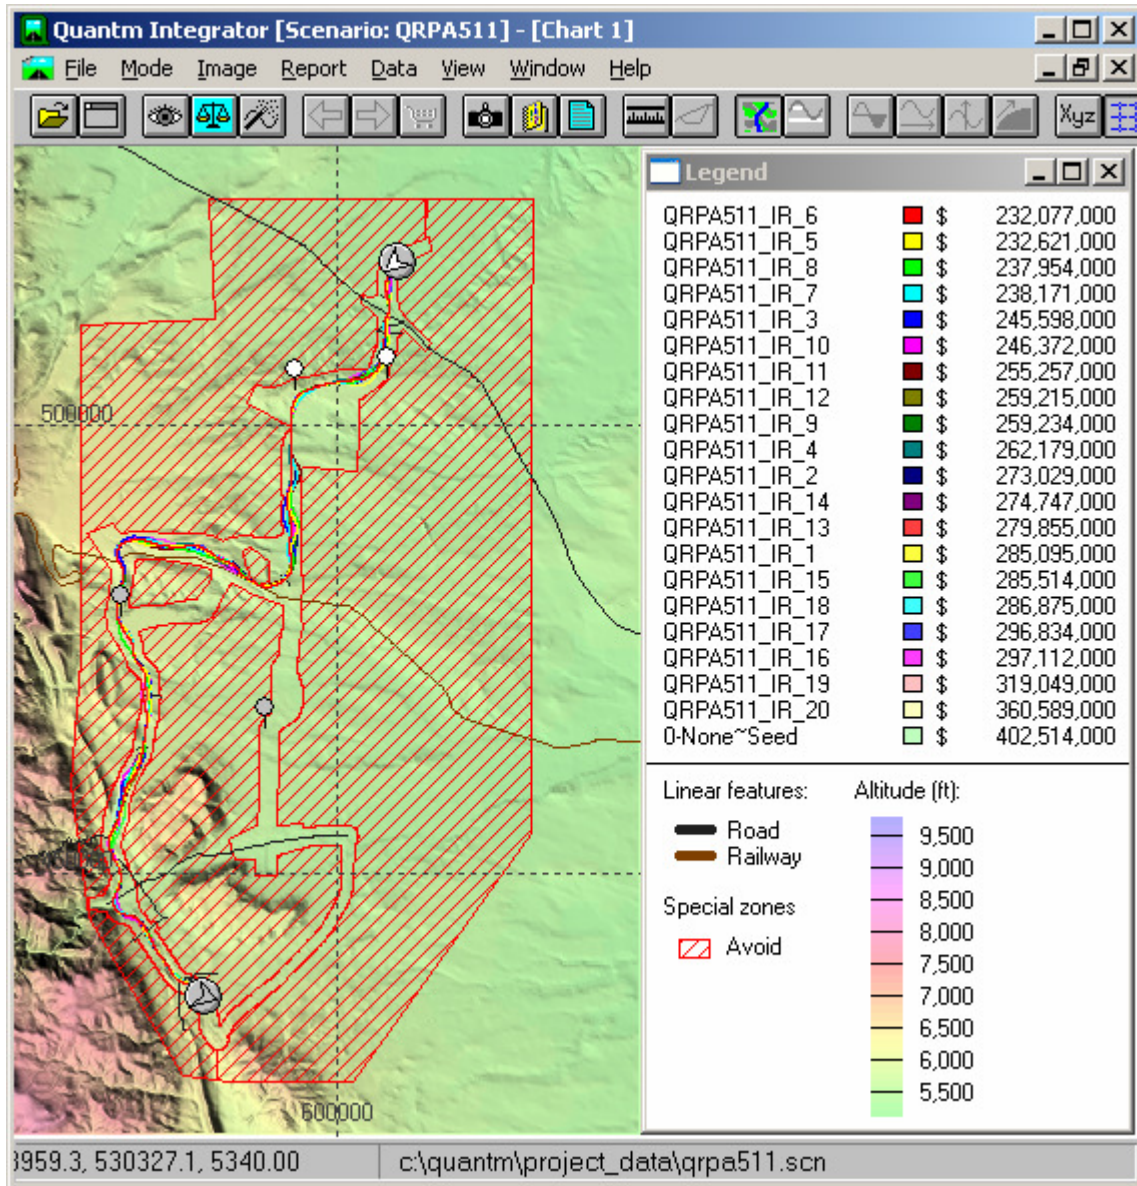 Quantm Integrator [Scenario: QRPA511] - [Chart 1]
File Mode Image Report Data View Window Help
Xyz
500000
600000
Legend
QRPA511_IR_6 $ 232,077,000
QRPA511_IR_5 $ 232,621,000
QRPA511_IR_8 $ 237,954,000
QRPA511_IR_7 $ 238,171,000
QRPA511_IR_3 $ 245,598,000
QRPA511_IR_10 $ 246,372,000
QRPA511_IR_11 $ 255,257,000
QRPA511_IR_12 $ 259,215,000
QRPA511_IR_9 $ 259,234,000
QRPA511_IR_4 $ 262,179,000
QRPA511_IR_2 $ 273,029,000
QRPA511_IR_14 $ 274,747,000
QRPA511_IR_13 $ 279,855,000
QRPA511_IR_1 $ 285,095,000
QRPA511_IR_15 $ 285,514,000
QRPA511_IR_18 $ 286,875,000
QRPA511_IR_17 $ 296,834,000
QRPA511_IR_16 $ 297,112,000
QRPA511_IR_19 $ 319,049,000
QRPA511_IR_20 $ 360,589,000
0-None~Seed $ 402,514,000
Linear features:
Road
Railway
Special zones
Avoid
Altitude (ft):
9,500
9,000
8,500
8,000
7,500
7,000
6,500
6,000
5,500
3959.3, 530327.1, 5340.00 c:\quantm\project_data\qrpa511.scn